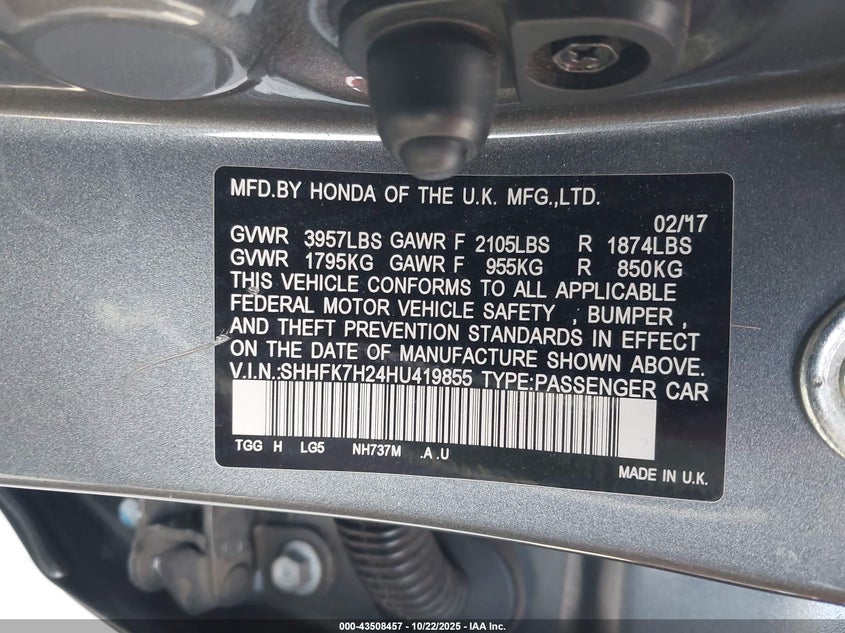 MFD.BY HONDA OF THE U.K. MFG.,LTD.
02/17
GVWR 3957LBS GAWR F 2105LBS R 1874LBS
GVWR 1795KG GAWR F 955KG R 850KG
THIS VEHICLE CONFORMS TO ALL APPLICABLE
FEDERAL MOTOR VEHICLE SAFETY , BUMPER ,
AND THEFT PREVENTION STANDARDS IN EFFECT
ON THE DATE OF MANUFACTURE SHOWN ABOVE.
V.I.N.:SHHFK7H24HU419855 TYPE:PASSENGER CAR
TGG H LG5 NH737M .A .U
MADE IN U.K.
000-43508457 - 10/22/2025 - IAA Inc.